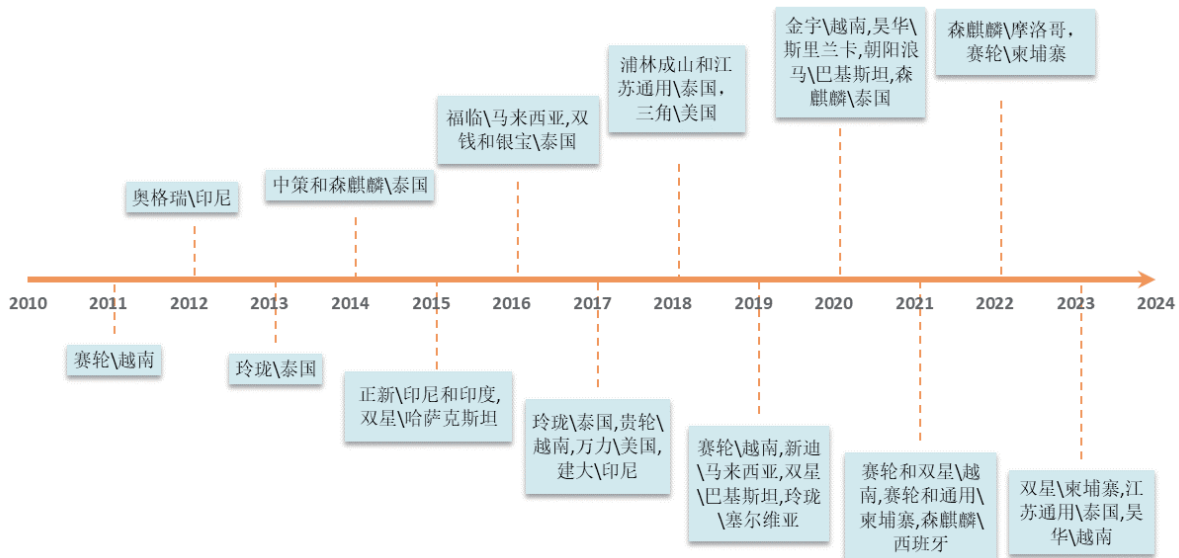 金宇\越南,昊华\
斯里兰卡,朝阳浪
马\巴基斯坦,森
麒麟\泰国
森麒麟\摩洛哥，
赛轮\柬埔寨
浦林成山和江
苏通用\泰国，
三角\美国
福临\马来西亚,双
钱和银宝\泰国
中策和森麒麟\泰国
奥格瑞\印尼
2010 2011 2012 2013 2014 2015 2016 2017 2018 2019 2020 2021 2022 2023 2024
赛轮\越南
玲珑\泰国
正新\印尼和印度,
双星\哈萨克斯坦
玲珑\泰国,贵轮\
越南,万力\美国,
建大\印尼
赛轮\越南,新迪
\马来西亚,双星
\巴基斯坦,玲珑
\塞尔维亚
赛轮和双星\越
南,赛轮和通用\
柬埔寨,森麒麟\
西班牙
双星\柬埔寨,江
苏通用\泰国,昊
华\越南